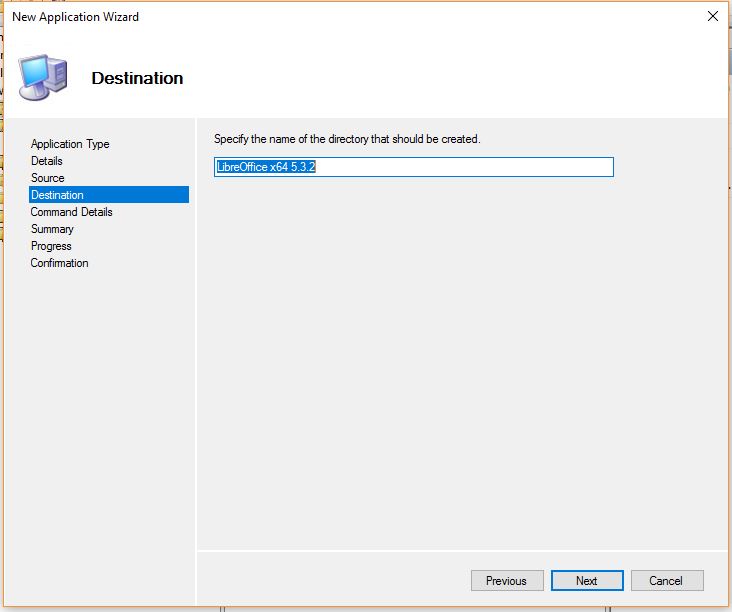 New Application Wizard
Destination
Application Type
Details
Source
Destination
Command Details
Summary
Progress
Confirmation
Specify the name of the directory that should be created.
LibreOffice x64 5.3.2
Previous
Next
Cancel